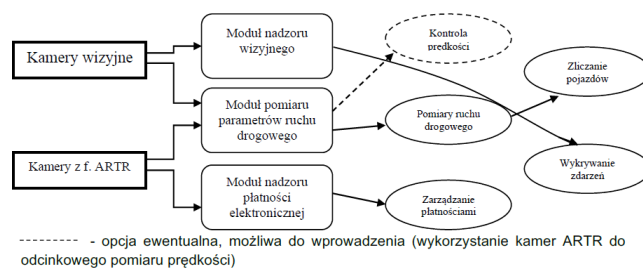 Kamery wizyjne
Kamery z f. ARTR
Moduł nadzoru
wizyjnego
Moduł pomiaru
parametrów ruchu
drogowego
Moduł nadzoru
płatności
elektronicznej
Kontrola
prędkości
Pomiary ruchu
drogowego
Zarządzanie
płatnościami
Zliczanie
pojazdów
Wykrywanie
zdarzeń
- opcja ewentualna, możliwa do wprowadzenia (wykorzystanie kamer ARTR do
odcinkowego pomiaru prędkości)